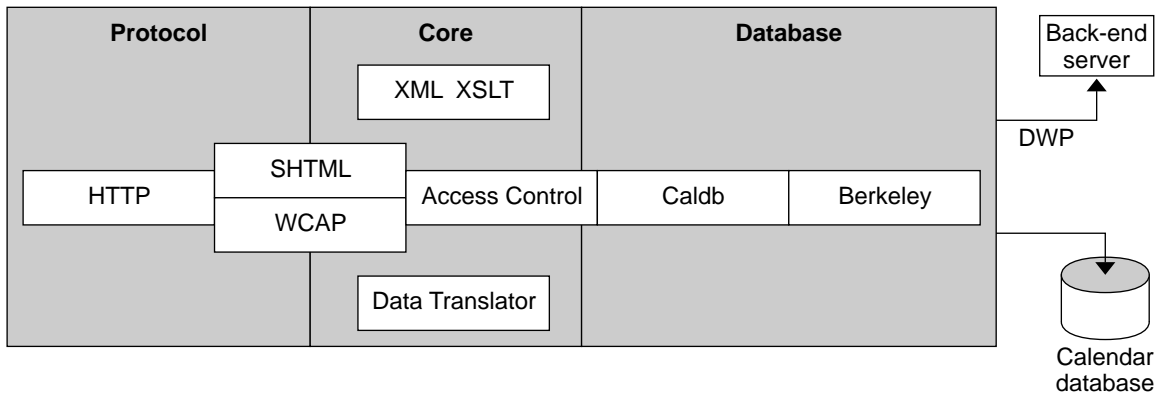 Protocol
Core
Database
Back-end
server
XML XSLT
DWP
SHTML
HTTP
Access Control
Caldb
Berkeley
WCAP
Data Translator
Calendar
database